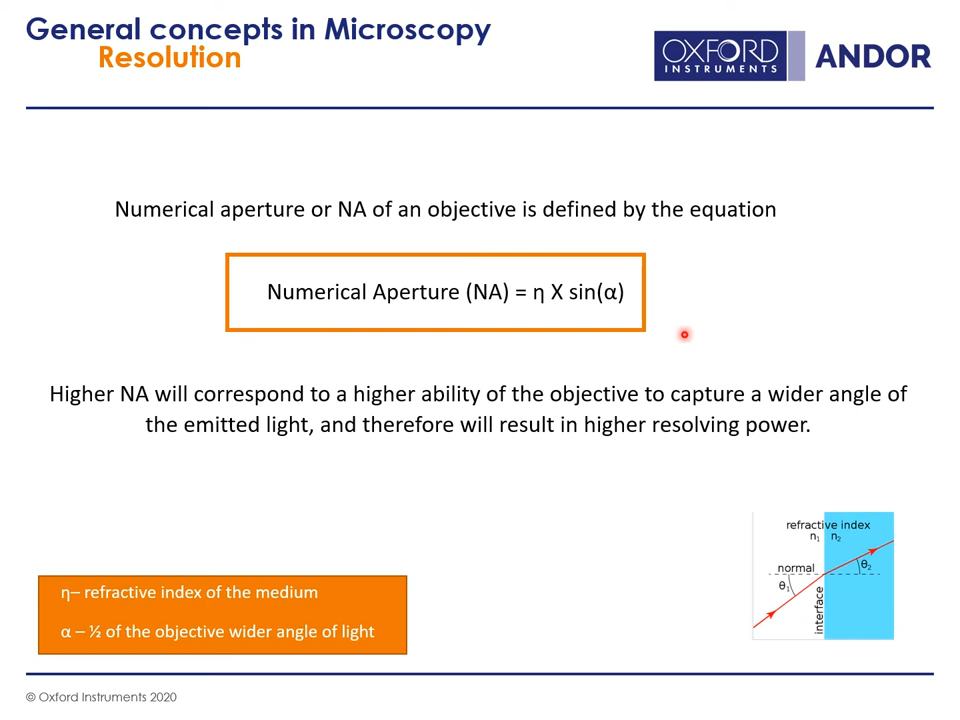 General concepts in Microscopy
Resolution
OXFORD
INSTRUMENTS
ANDOR
Numerical aperture or NA of an objective is defined by the equation
Numerical Aperture (NA) = η X sin(α)
Higher NA will correspond to a higher ability of the objective to capture a wider angle of
the emitted light, and therefore will result in higher resolving power.
refractive index
n₁ n₂
normal
θ₂
θ₁
interface
η– refractive index of the medium
α – ½ of the objective wider angle of light
© Oxford Instruments 2020